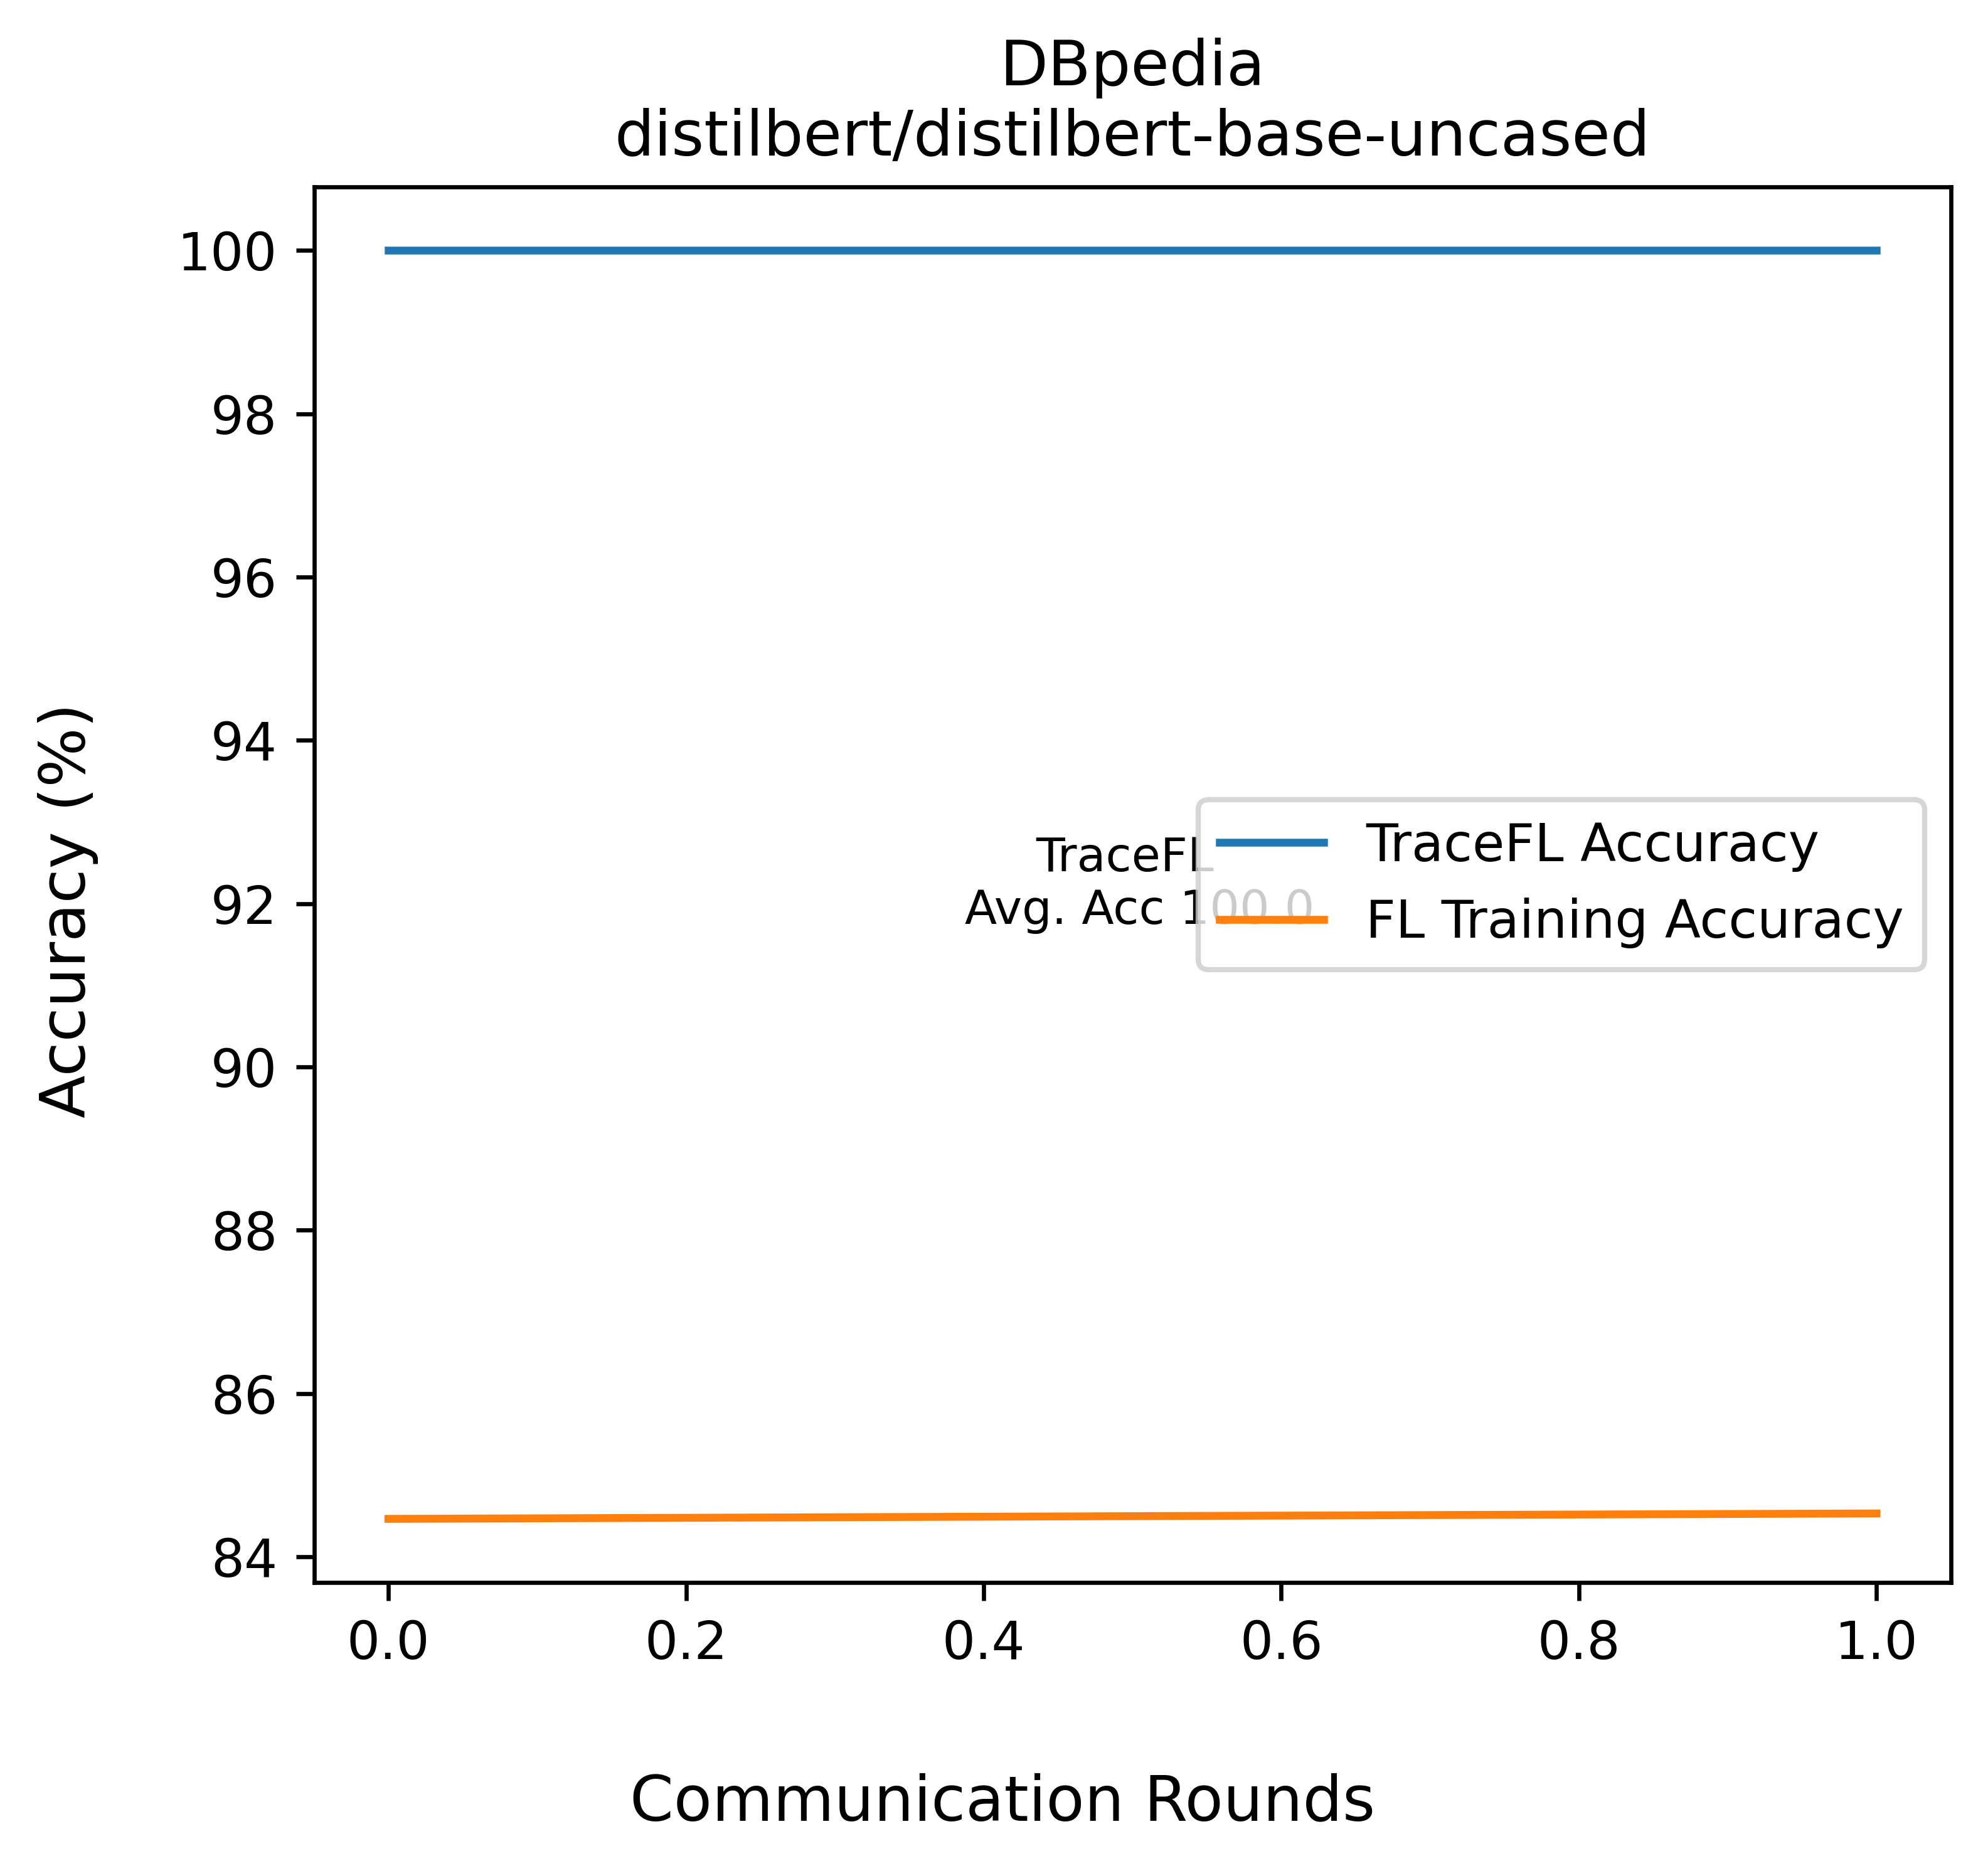 DBpedia
distilbert/distilbert-base-uncased
Accuracy (%)
100
98
96
94
92
90
88
86
84
TraceFL
Avg. Acc 100.0
TraceFL Accuracy
FL Training Accuracy
0.0 0.2 0.4 0.6 0.8 1.0
Communication Rounds